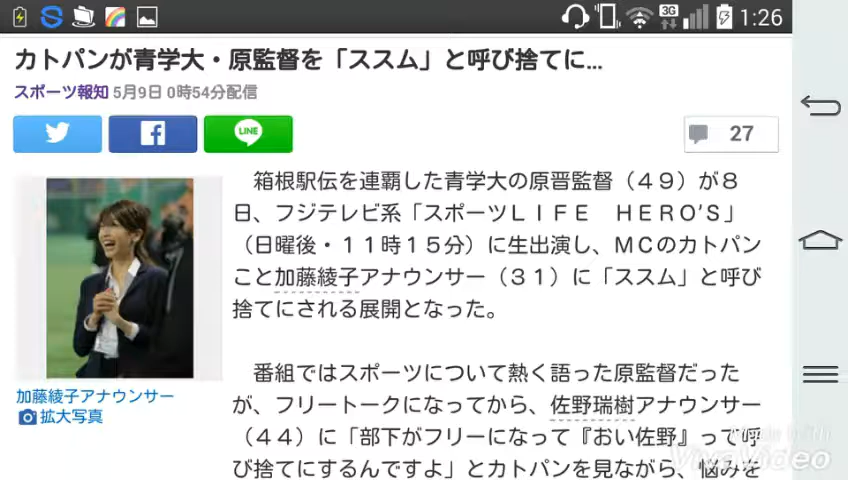 3G 1:26
カトパンが青学大・原監督を「ススム」と呼び捨てに...
スポーツ報知 5月9日 0時54分配信
LINE
27
箱根駅伝を連覇した青学大の原晋監督（４９）が８
日、フジテレビ系「スポーツＬＩＦＥ　ＨＥＲＯ’Ｓ」
（日曜後・１１時１５分）に生出演し、ＭＣのカトパン
こと加藤綾子アナウンサー（３１）に「ススム」と呼び
捨てにされる展開となった。
加藤綾子アナウンサー
拡大写真
番組ではスポーツについて熱く語った原監督だった
が、フリートークになってから、佐野瑞樹アナウンサー
（４４）に「部下がフリーになって『おい佐野』って呼
び捨てにするんですよ」とカトパンを見ながら、悩みを
Made with
VivaVideo